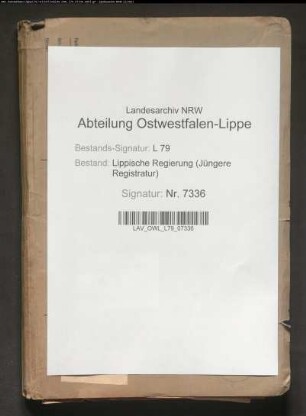 Landesarchiv NRW
Abteilung Ostwestfalen-Lippe
Bestands-Signatur: L 79
Bestand: Lippische Regierung (Jüngere
Registratur)
Signatur: Nr. 7336
LAV_OWL_L79_07336